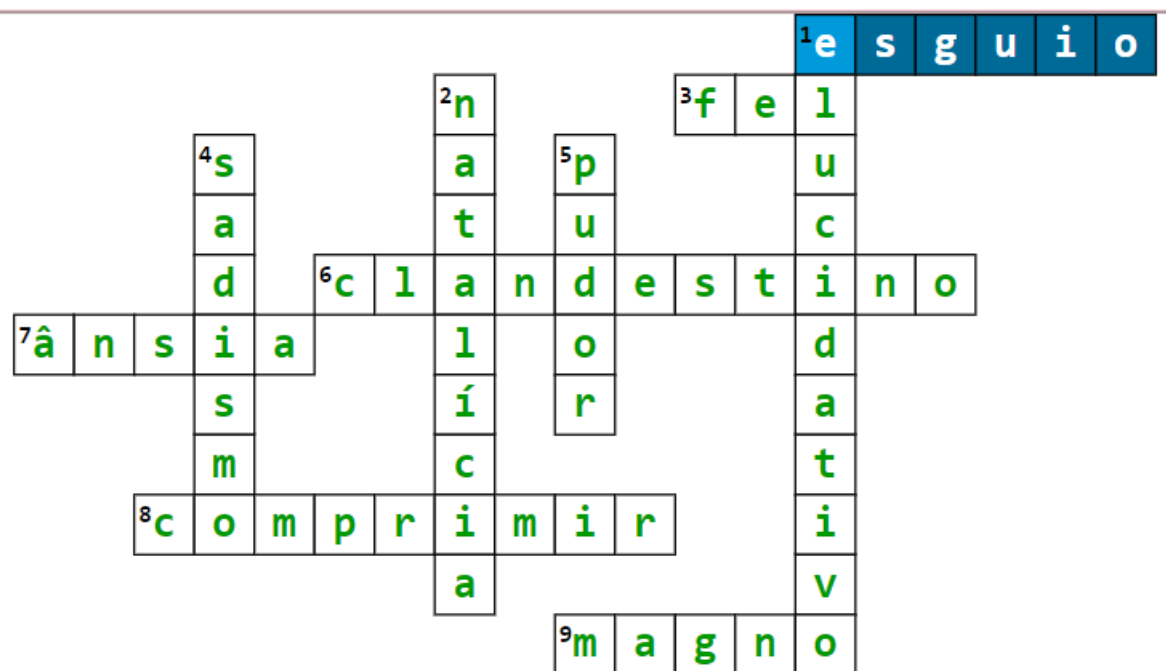 1esguio
2n 3fel
4s a 5p u
a t u c
d 6clandestino
7ânsia l o d
s í r a
m c t
8comprimir i
a v
9magno